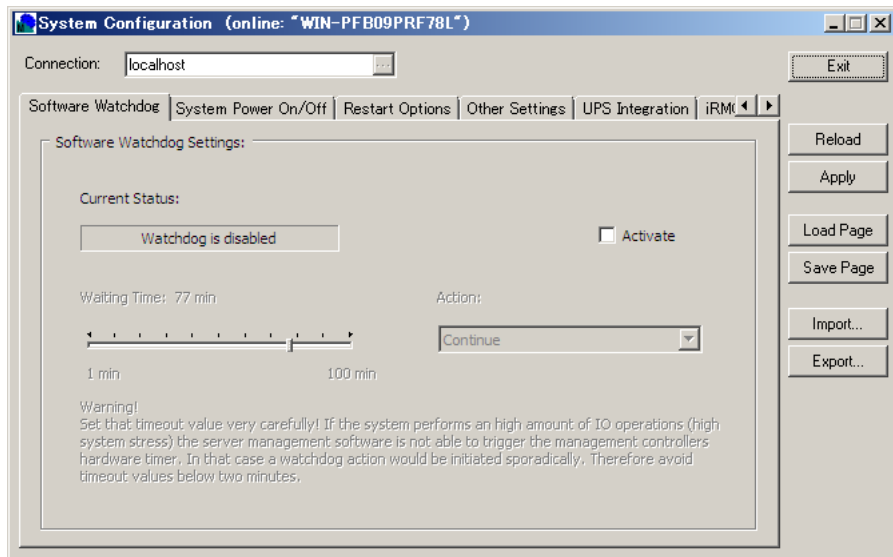 System Configuration (online: "WIN-PFB09PRF78L")
Connection:
localhost
...
Exit
Software Watchdog
System Power On/Off
Restart Options
Other Settings
UPS Integration
Software Watchdog Settings:
Reload
Apply
Current Status:
Watchdog is disabled
Activate
Load Page
Save Page
Waiting Time: 77 min
Action:
Continue
Import...
1 min
100 min
Export...
Warning!
Set that timeout value very carefully! If the system performs an high amount of IO operations (high
system stress) the server management software is not able to trigger the management controllers
hardware timer. In that case a watchdog action would be initiated sporadically. Therefore avoid
timeout values below two minutes.